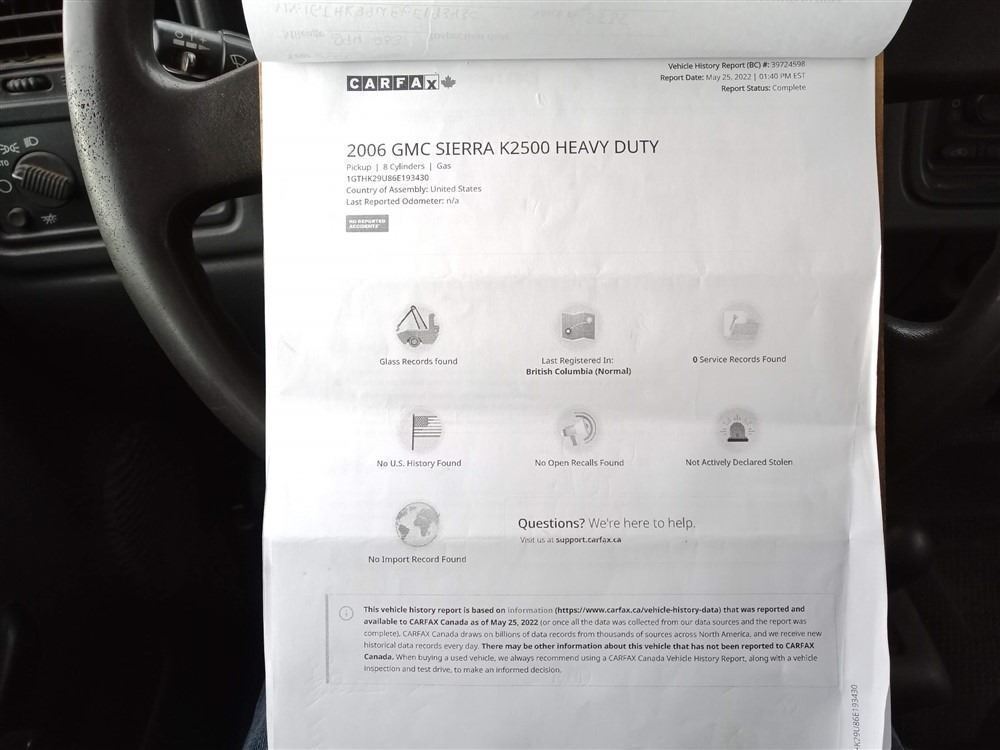 CARFAX
Vehicle History Report (BC) #: 39724598
Report Date: May 25, 2022 | 01:40 PM EST
Report Status: Complete
2006 GMC SIERRA K2500 HEAVY DUTY
Pickup | 8 Cylinders | Gas
1GTHK29U86E193430
Country of Assembly: United States
Last Reported Odometer: n/a
NO REPORTED
ACCIDENTS
Glass Records found
Last Registered In:
British Columbia (Normal)
0 Service Records Found
No U.S. History Found
No Open Recalls Found
Not Actively Declared Stolen
No Import Record Found
Questions? We're here to help.
Visit us at support.carfax.ca
This vehicle history report is based on information (https://www.carfax.ca/vehicle-history-data) that was reported and
available to CARFAX Canada as of May 25, 2022 (or once all the data was collected from our data sources and the report was
complete). CARFAX Canada draws on billions of data records from thousands of sources across North America, and we receive new
historical data records every day. There may be other information about this vehicle that has not been reported to CARFAX
Canada. When buying a used vehicle, we always recommend using a CARFAX Canada Vehicle History Report, along with a vehicle
inspection and test drive, to make an informed decision.
HK29U86E193430